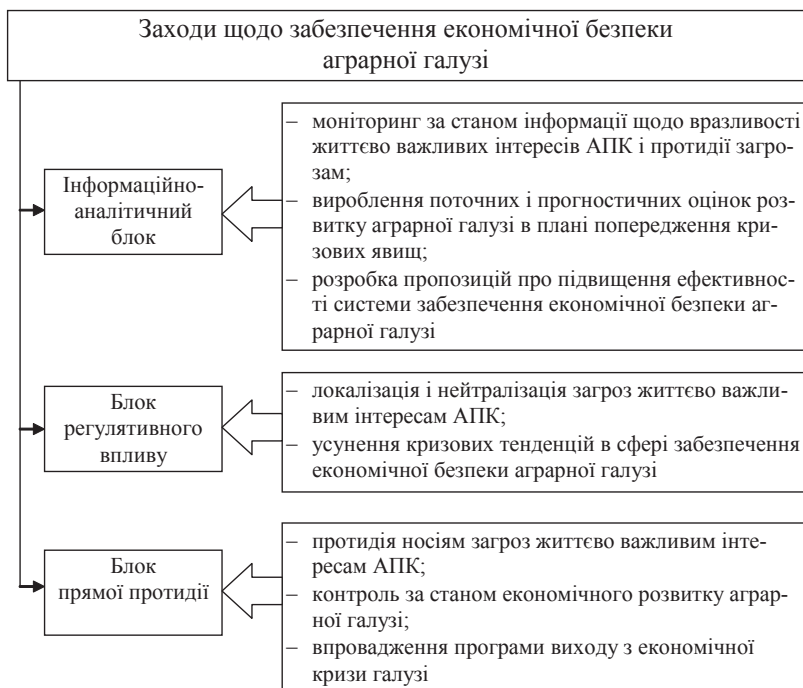 Заходи щодо забезпечення економічної безпеки
аграрної галузі
Інформаційно-
аналітичний
блок
– моніторинг за станом інформації щодо вразливості
життєво важливих інтересів АПК і протидії загро-
зам;
– вироблення поточних і прогностичних оцінок роз-
витку аграрної галузі в плані попередження кри-
зових явищ;
– розробка пропозицій про підвищення ефективнос-
ті системи забезпечення економічної безпеки аг-
рарної галузі
Блок
регулятивного
впливу
– локалізація і нейтралізація загроз життєво важли-
вим інтересам АПК;
– усунення кризових тенденцій в сфері забезпечення
економічної безпеки аграрної галузі
Блок
прямої протидії
– протидія носіям загроз життєво важливим інте-
ресам АПК;
– контроль за станом економічного розвитку аграр-
ної галузі;
– впровадження програми виходу з економічної
кризи галузі